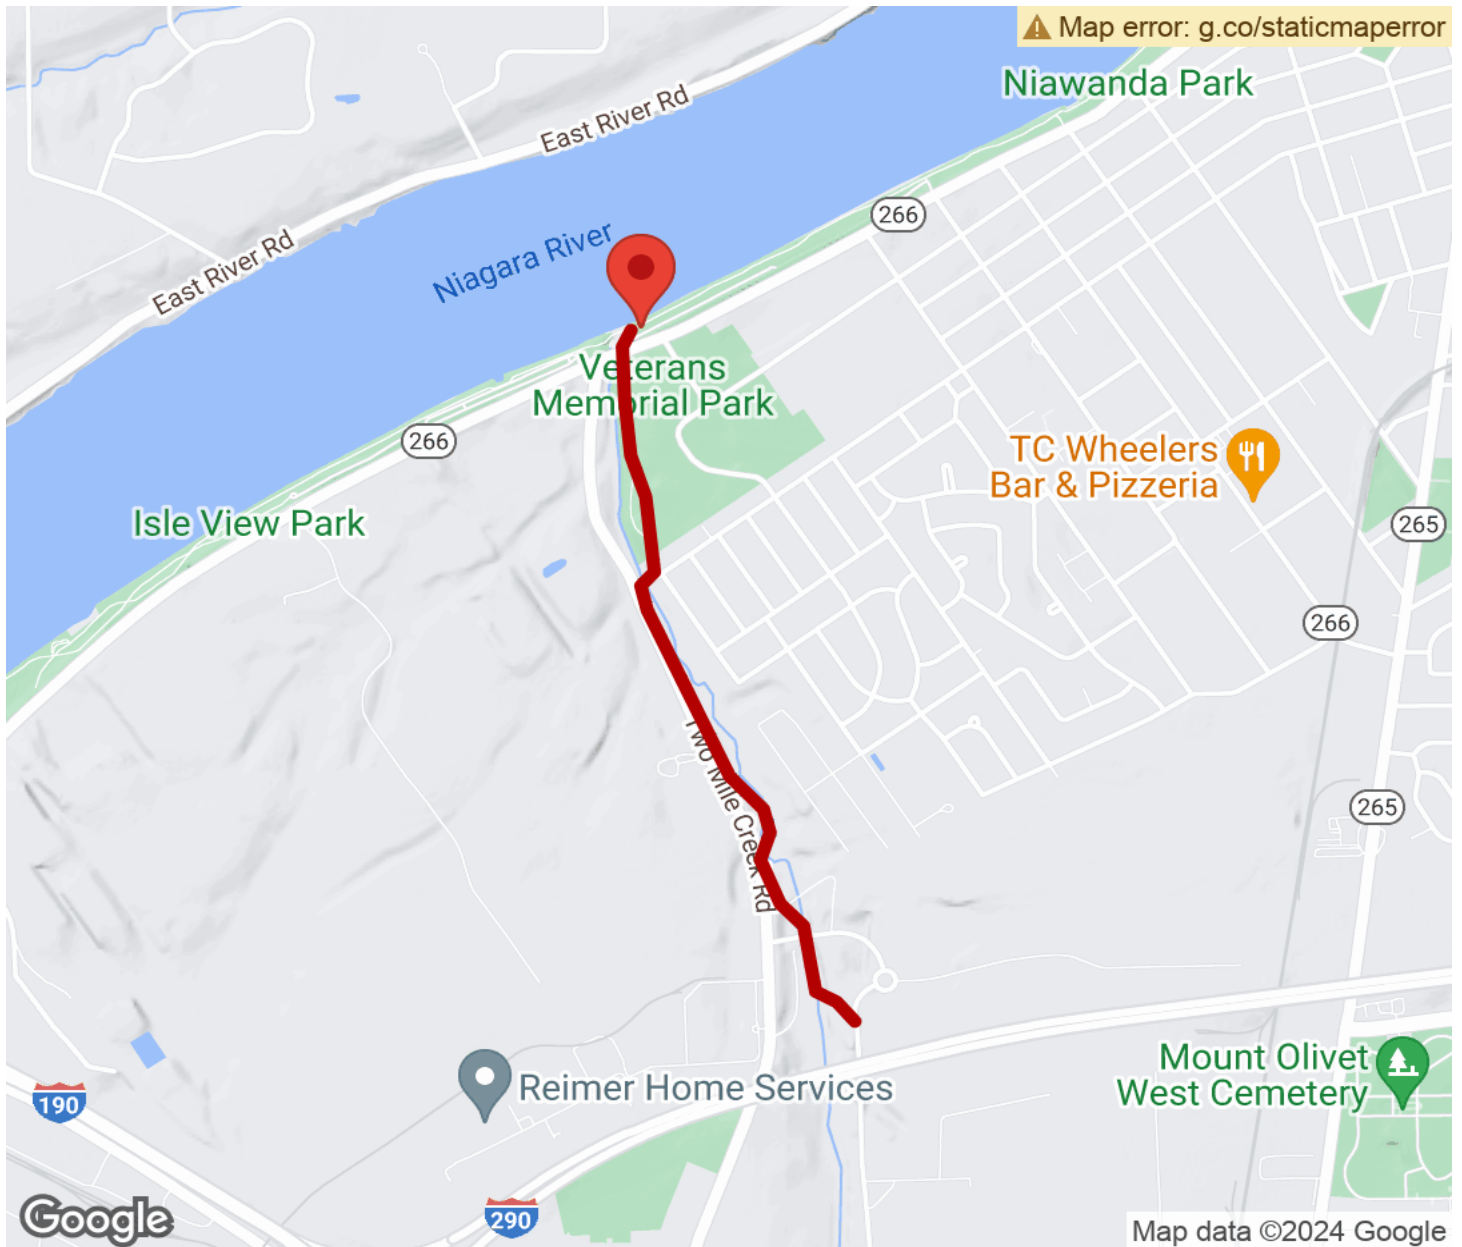 Map error: g.co/staticmaperror
Niawanda Park
East River Rd
266
Niagara River
East River Rd
Veterans
Memorial Park
266
TC Wheelers
Bar & Pizzeria
Isle View Park
265
266
Two Mile Creek Rd
265
Mount Olivet
West Cemetery
Reimer Home Services
190
290
Google
Map data ©2024 Google